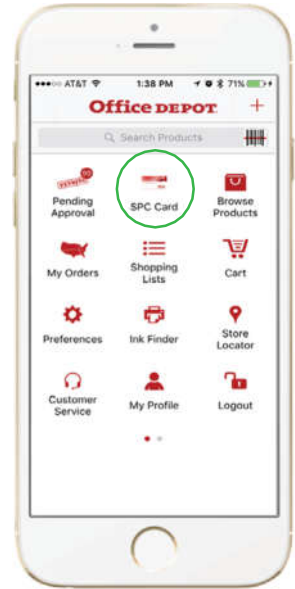 AT&T 1:38 PM 71%
Office DEPOT +
Search Products
Pending Approval
SPC Card
Browse Products
My Orders
Shopping Lists
Cart
Preferences
Ink Finder
Store Locator
Customer Service
My Profile
Logout